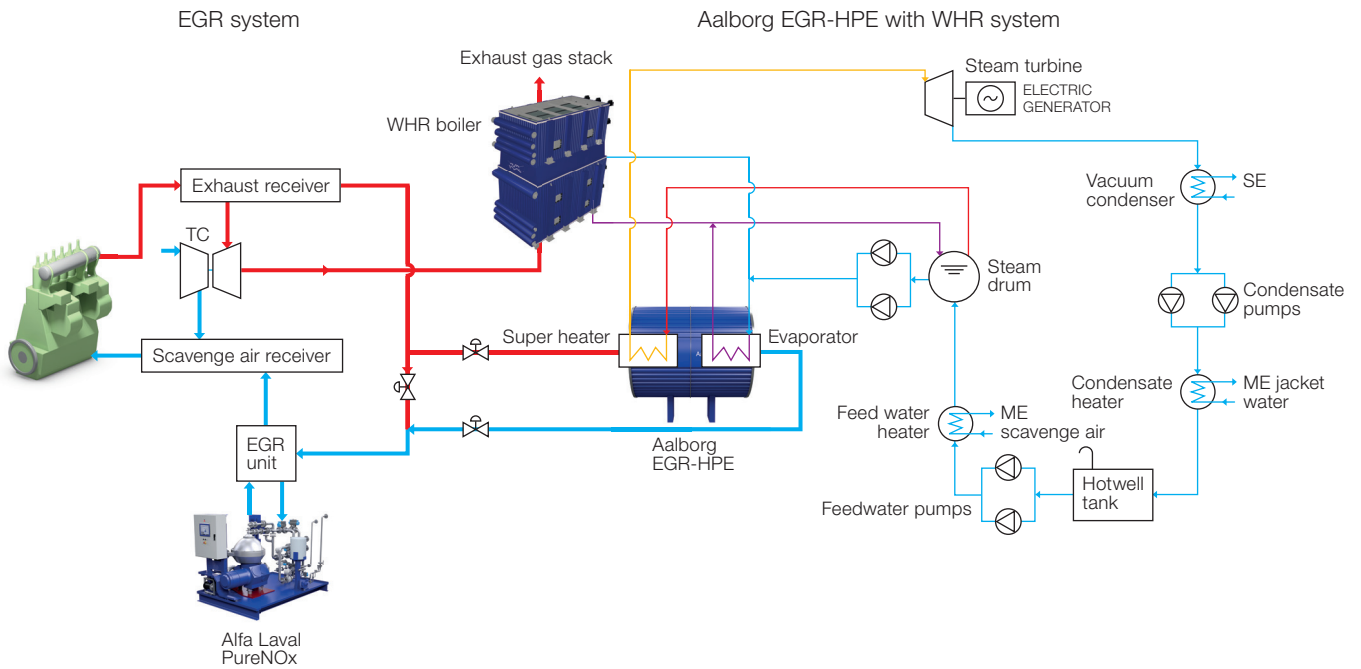 EGR system
Aalborg EGR-HPE with WHR system
Exhaust gas stack
WHR boiler
Steam turbine
ELECTRIC
GENERATOR
Exhaust receiver
TC
Vacuum
condenser
SE
Steam
drum
Condensate
pumps
Super heater
Evaporator
Scavenge air receiver
Condensate
heater
ME jacket
water
Feed water
heater
ME
scavenge air
EGR
unit
Aalborg
EGR-HPE
Hotwell
tank
Feedwater pumps
Alfa Laval
PureNOx